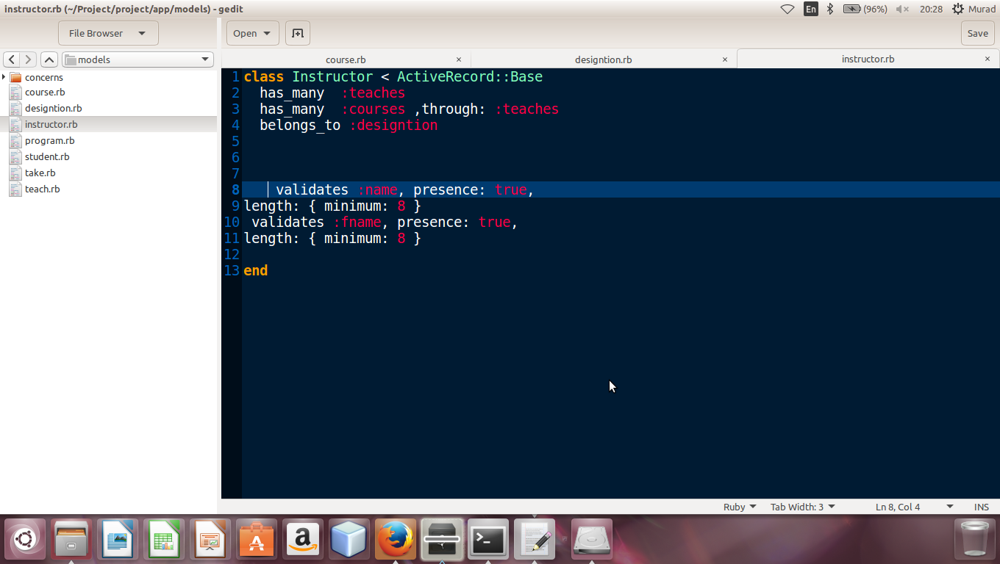 instructor.rb (~/Project/project/app/models) - gedit
En
(96%)
20:28
Murad
File Browser
Open
Save
models
course.rb
designtion.rb
instructor.rb
concerns
course.rb
designtion.rb
instructor.rb
program.rb
student.rb
take.rb
teach.rb
1 class Instructor < ActiveRecord::Base
2 has_many  :teaches
3 has_many  :courses ,through: :teaches
4 belongs_to :designtion
5
6
7
8 validates :name, presence: true,
9 length: { minimum: 8 }
10 validates :fname, presence: true,
11 length: { minimum: 8 }
12
13 end
Ruby
Tab Width: 3
Ln 8, Col 4
INS